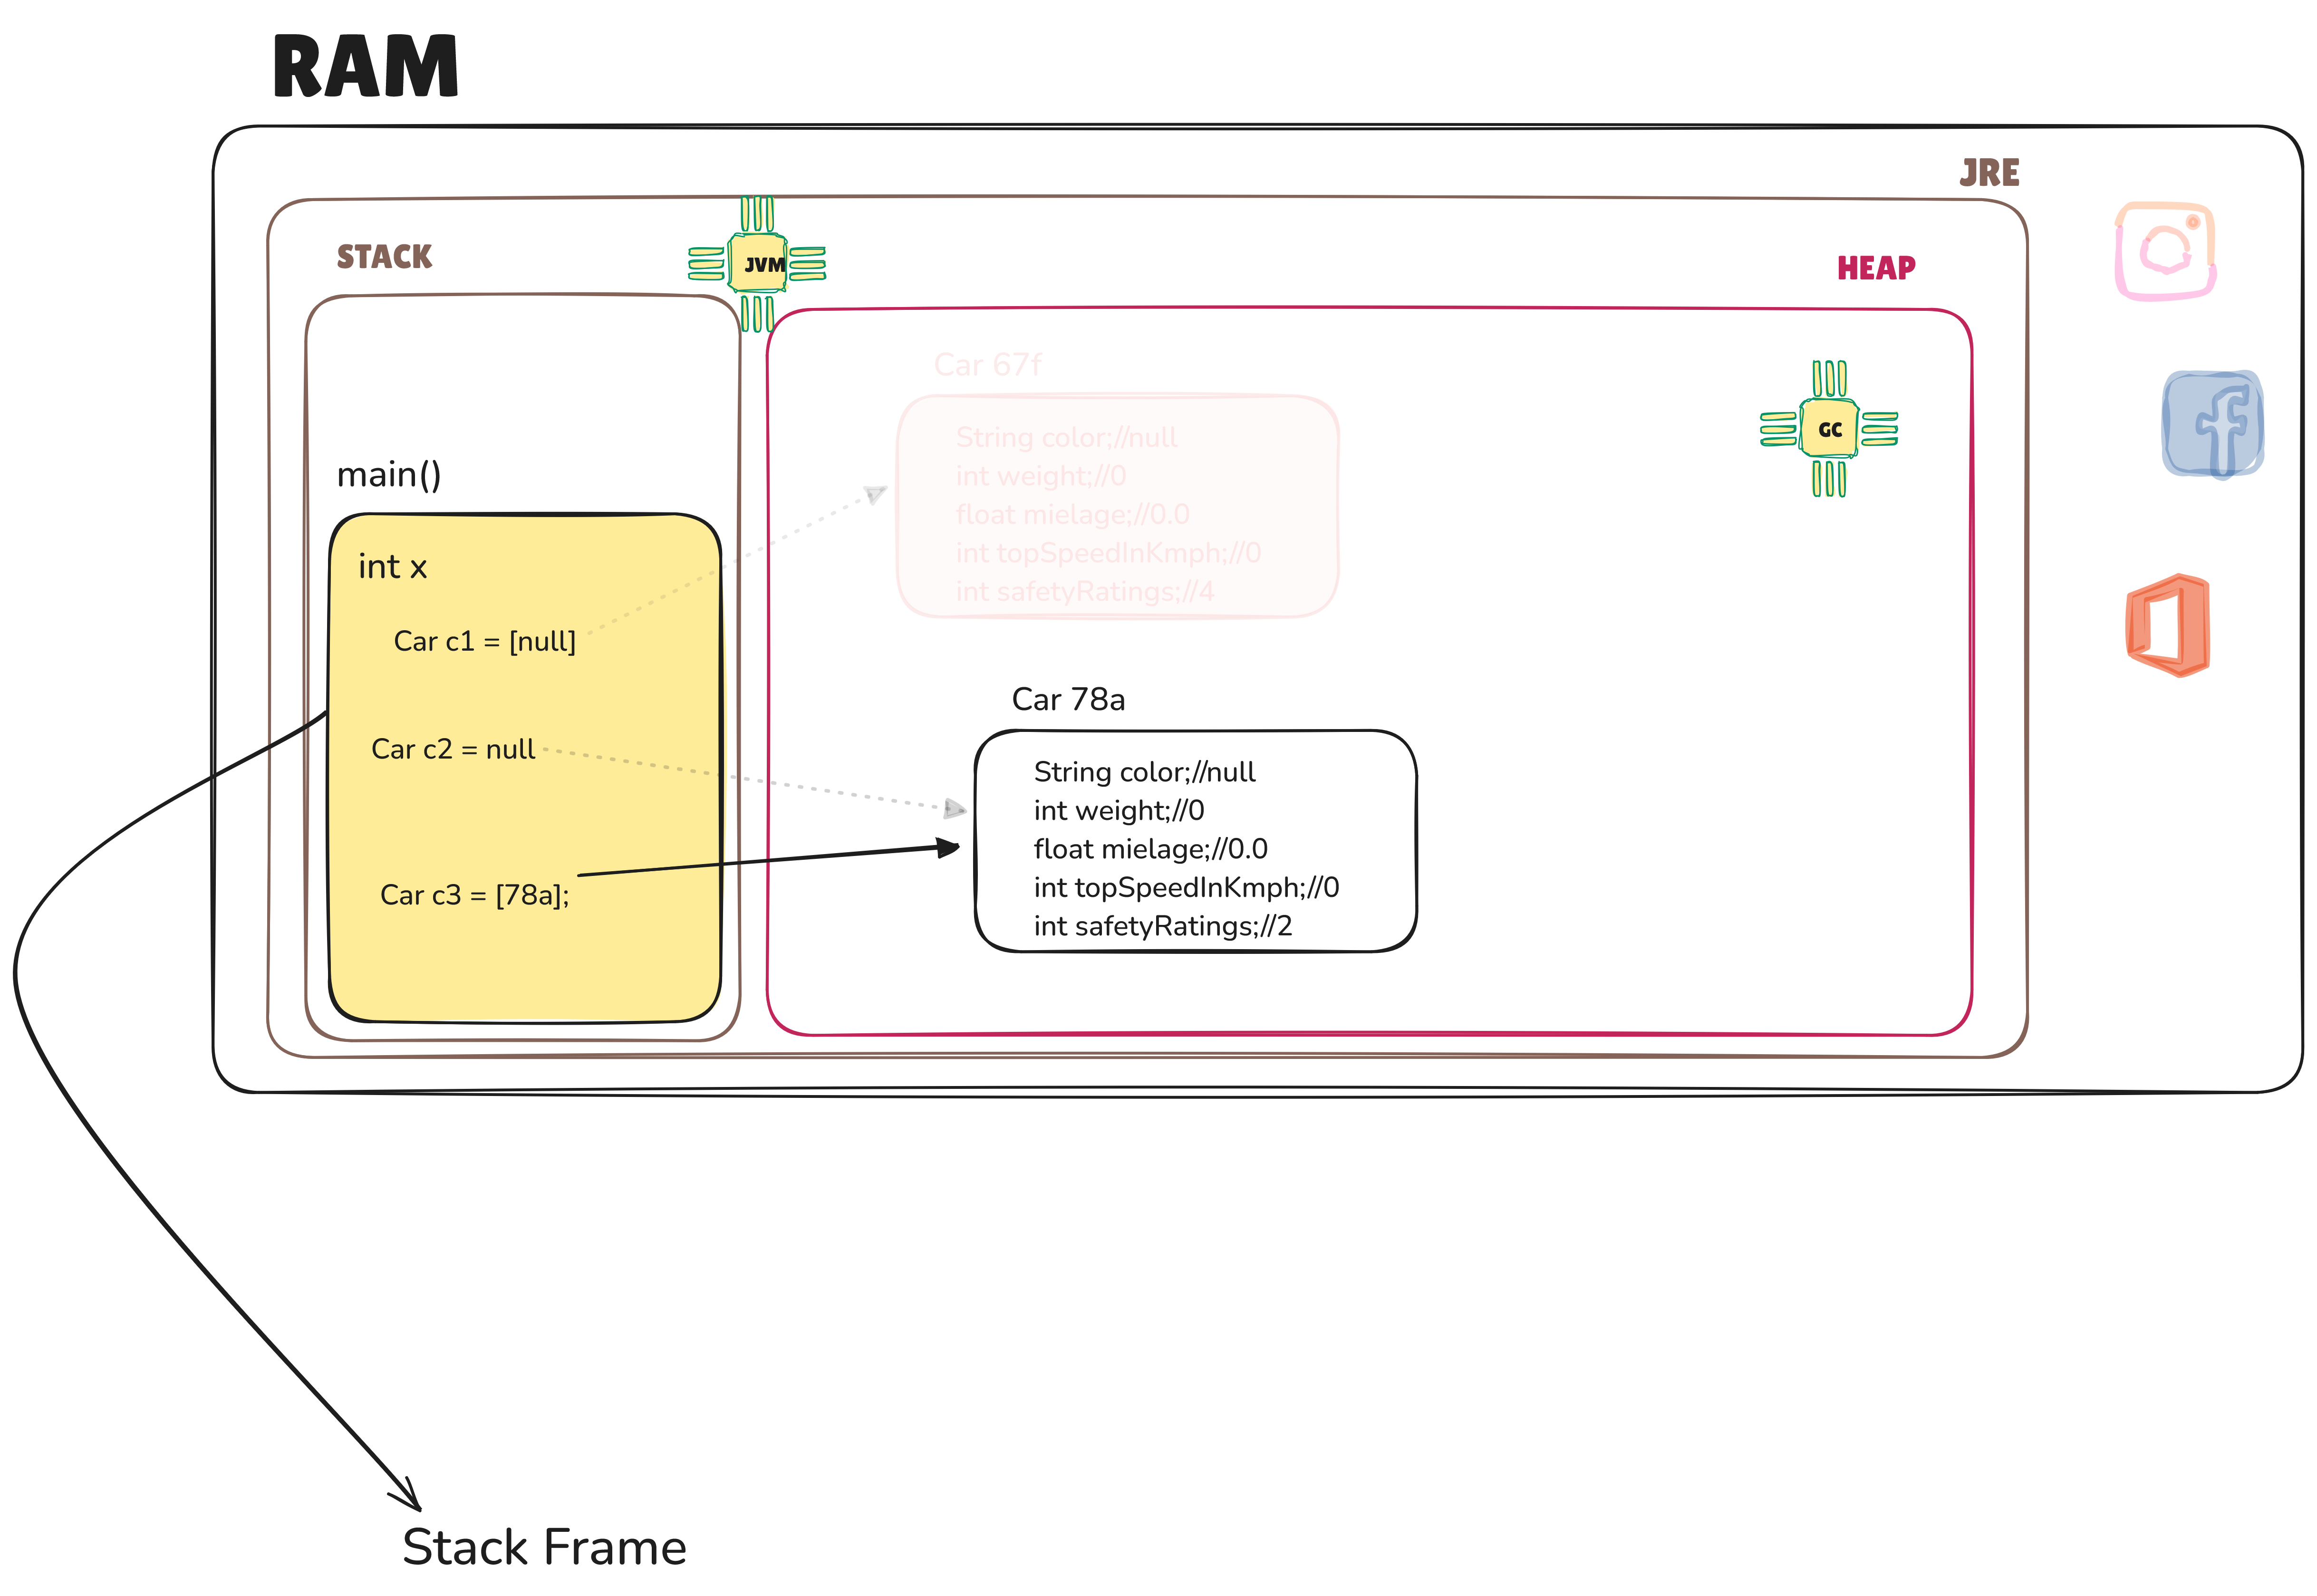 RAM
JRE
STACK
JVM
HEAP
Car 67f
String color;//null
int weight;//0
float mielage;//0.0
int topSpeedInKmph;//0
int safetyRatings;//4
GC
main()
int x
Car c1 = [null]
Car c2 = null
Car c3 = [78a];
Car 78a
String color;//null
int weight;//0
float mielage;//0.0
int topSpeedInKmph;//0
int safetyRatings;//2
Stack Frame